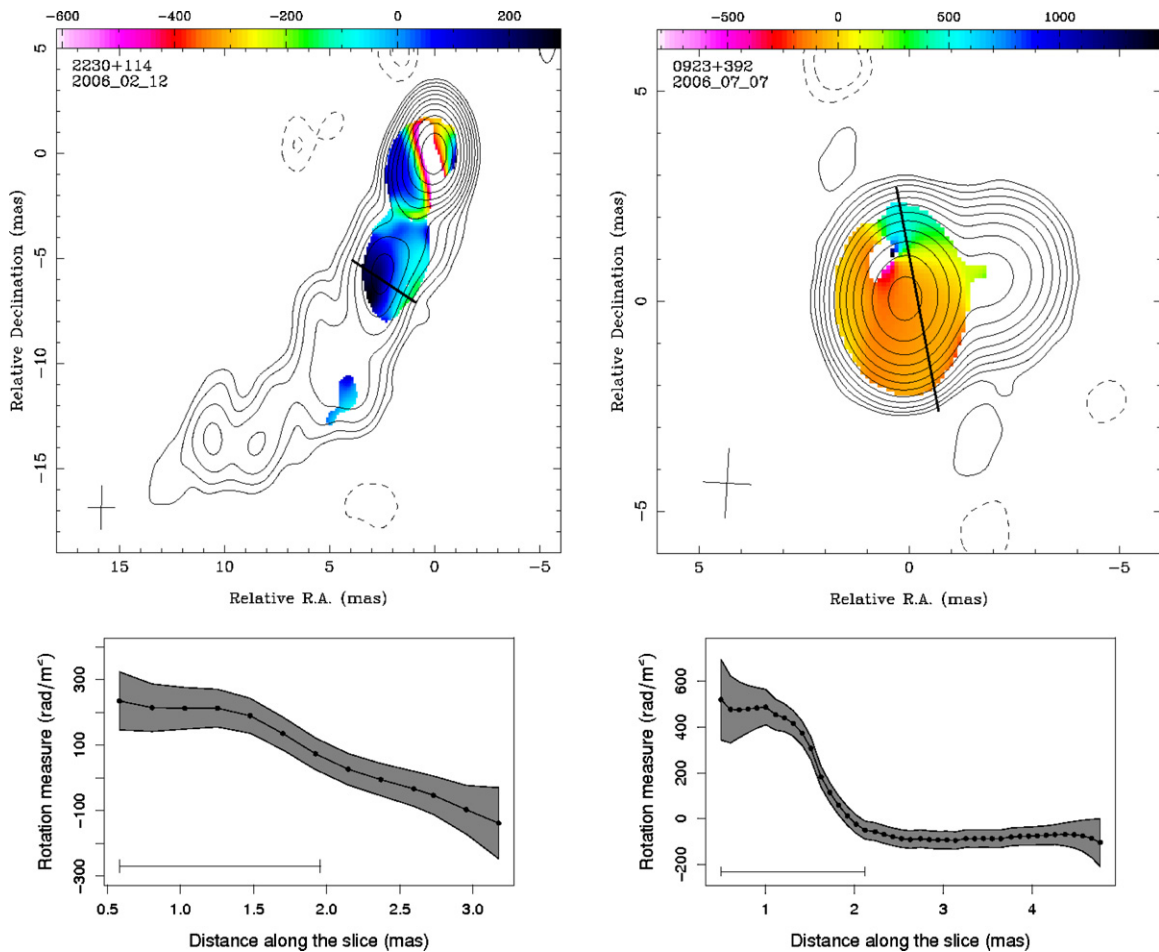 −600 −400 −200 0 200
2230+114
2006_02_12
5 0 −5 −10 −15
Relative Declination (mas)
15 10 5 0 −5
Relative R.A. (mas)
−500 0 500 1000
0923+392
2006_07_07
5 0 −5
Relative Declination (mas)
5 0 −5
Relative R.A. (mas)
300 100 −100 −300
Rotation measure (rad/m²)
0.5 1.0 1.5 2.0 2.5 3.0
Distance along the slice (mas)
600 400 200 0 −200
Rotation measure (rad/m²)
1 2 3 4
Distance along the slice (mas)